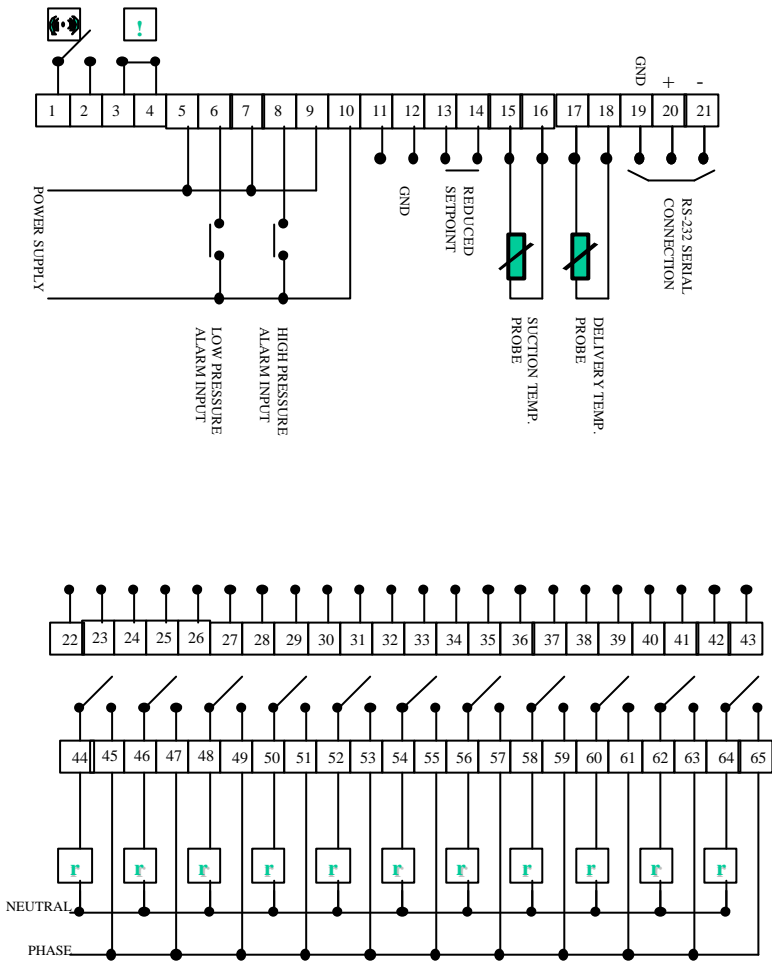 !
GND
+
-
1 2 3 4 5 6 7 8 9 10 11 12 13 14 15 16 17 18 19 20 21
POWER SUPPLY
LOW PRESSURE
ALARM INPUT
HIGH PRESSURE
ALARM INPUT
GND
REDUCED
SETPOINT
SUCTION TEMP.
PROBE
DELIVERY TEMP.
PROBE
RS-232 SERIAL
CONNECTION
22 23 24 25 26 27 28 29 30 31 32 33 34 35 36 37 38 39 40 41 42 43
44 45 46 47 48 49 50 51 52 53 54 55 56 57 58 59 60 61 62 63 64 65
r r r r r r r r r r r
NEUTRAL
PHASE